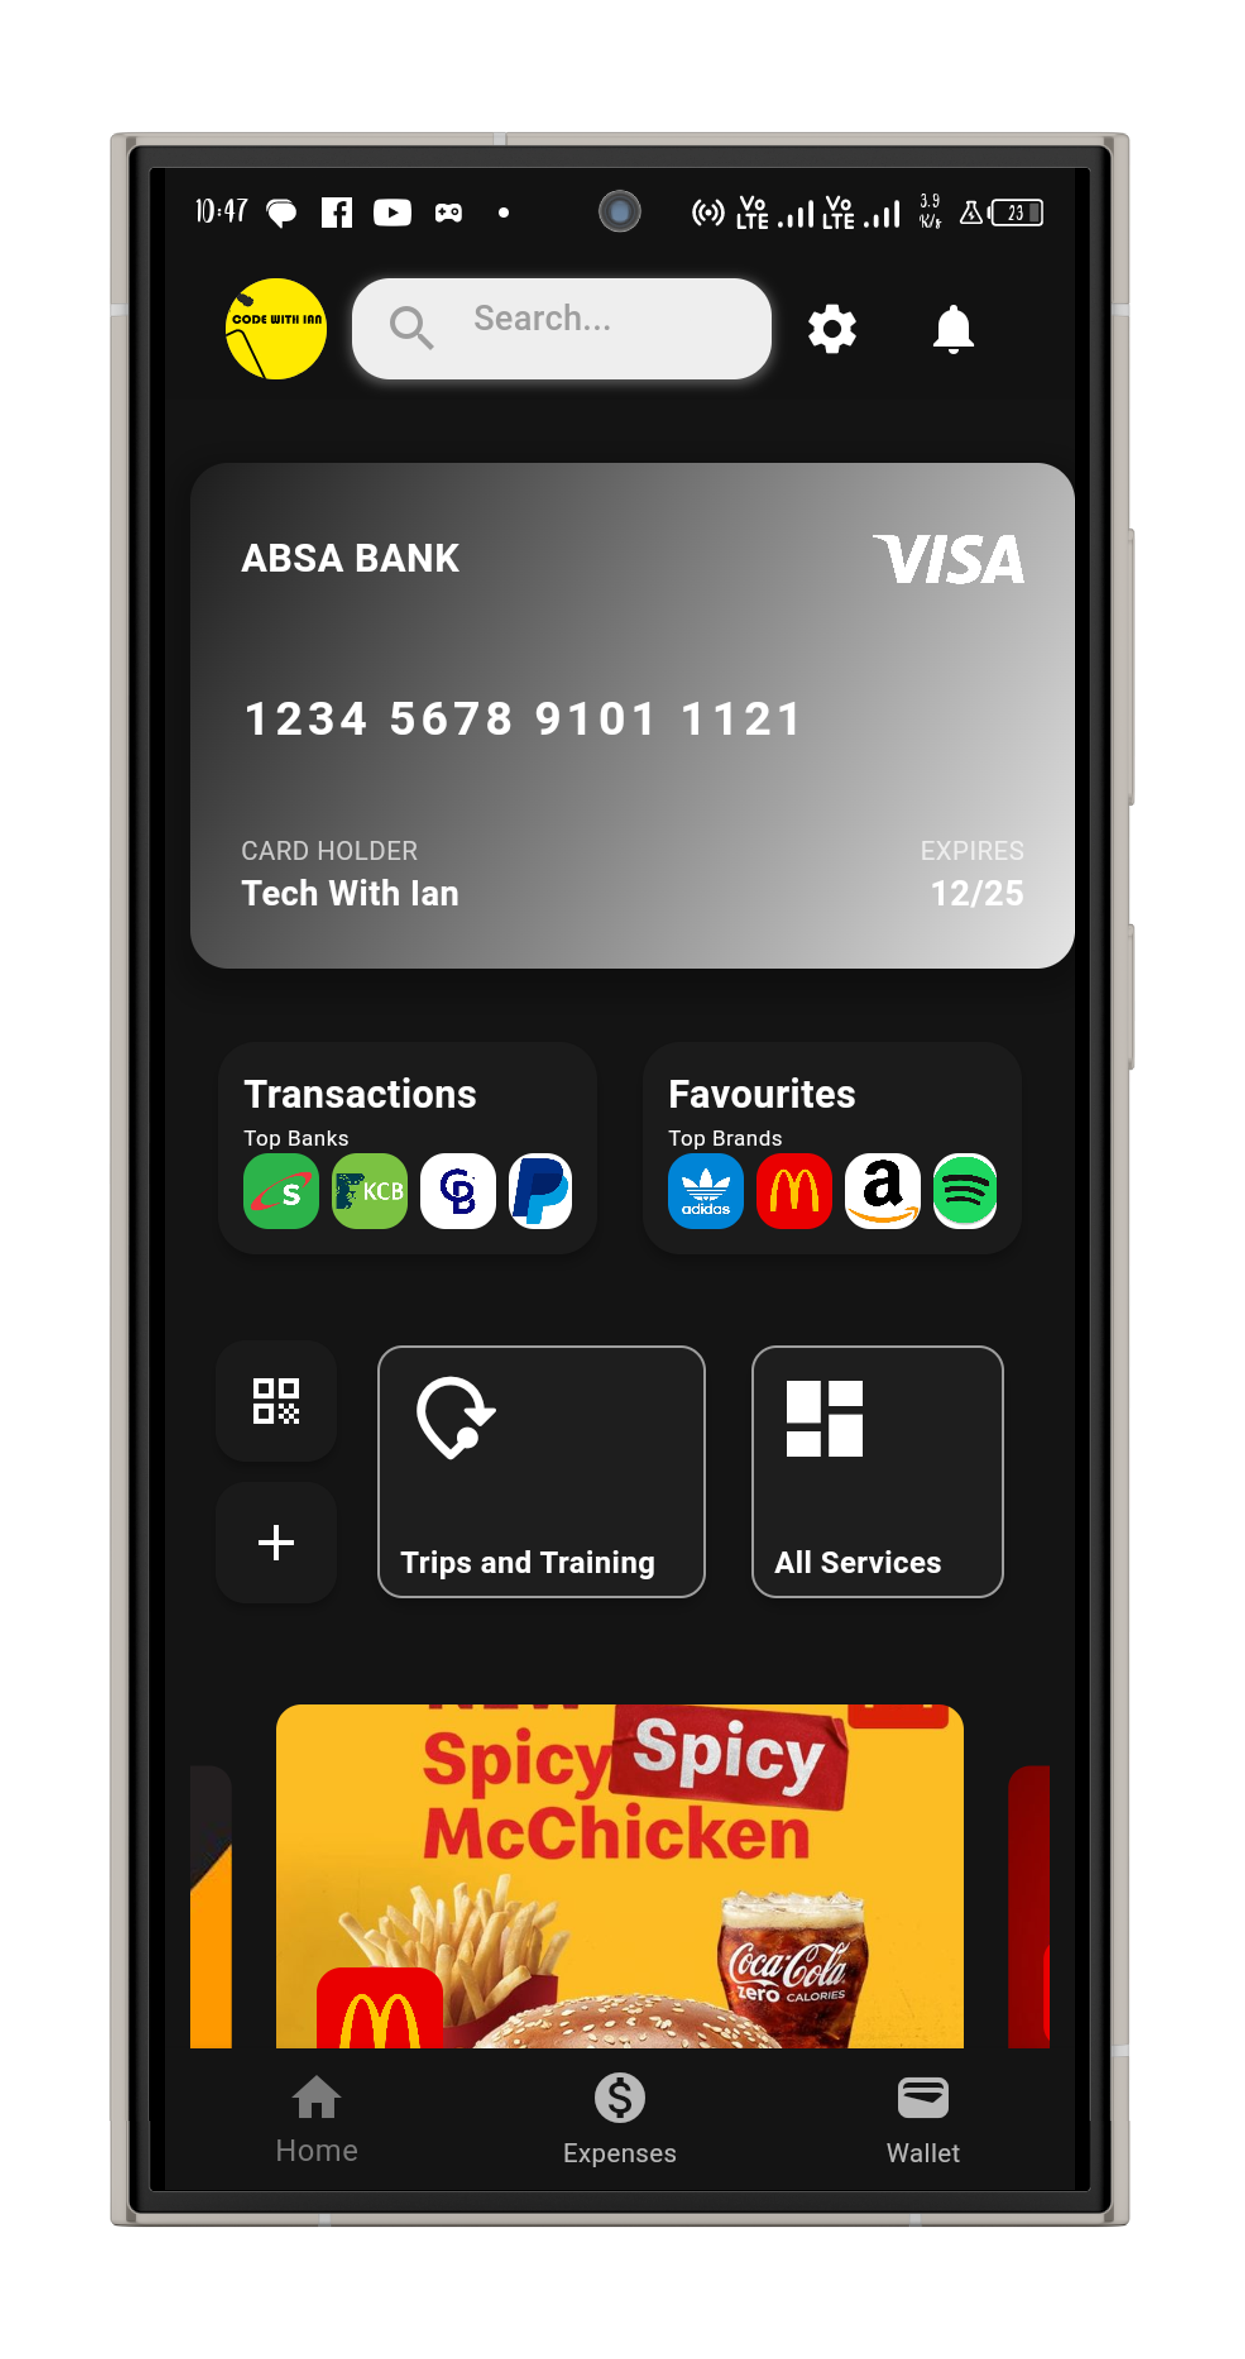 10:47
Vo LTE Vo LTE 3.9 K/s 23
CODE WITH IAN
Search...
ABSA BANK
VISA
1234 5678 9101 1121
CARD HOLDER
EXPIRES
Tech With Ian
12/25
Transactions
Top Banks
S KCB CB P
Favourites
Top Brands
adidas M a
Trips and Training
All Services
NEW
Spicy Spicy
McChicken
Coca-Cola
zero CALORIES
Home
Expenses
Wallet